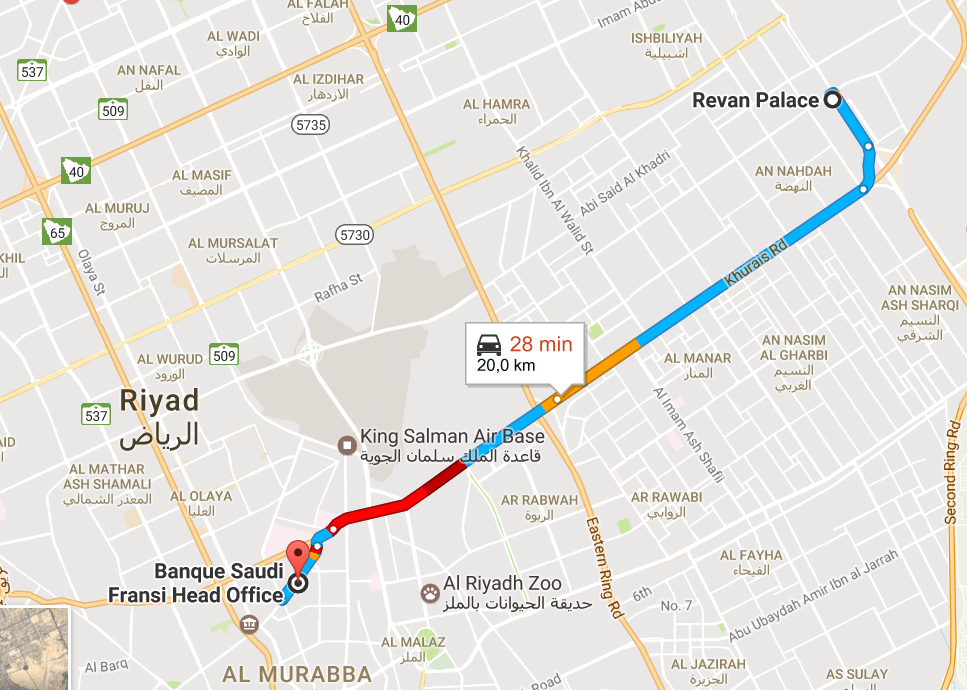 AL FALAH
الفلاح
40
Imam Abu
AL WADI
الوادي
ISHBILIYAH
اشبيلية
537
AN NAFAL
النفل
AL IZDIHAR
الازدهار
509
AL HAMRA
الحمراء
Revan Palace
5735
Khalid Ibn Al Walid St
Abi Said Al Khadri
AN NAHDAH
النهضة
40
AL MASIF
المصيف
AL MURUJ
المروج
65
AL MURSALAT
المرسلات
5730
KHIL
Olaya St
Rafha St
Khurais Rd
AN NASIM
ASH SHARQI
النسيم
الشرقي
28 min
20,0 km
AL WURUD
الورود
509
AL MANAR
المنار
AN NASIM
AL GHARBI
النسيم
الغربي
Riyad
الرياض
537
Al Imam Ash Shafii
King Salman Air Base
قاعدة الملك سلمان الجوية
AID
AL MATHAR
ASH SHAMALI
المعذر الشمالي
AL OLAYA
العليا
AR RABWAH
الربوة
AR RAWABI
الروابي
Second Ring Rd
Eastern Ring Rd
AL FAYHA
الفيحاء
Banque Saudi
Fransi Head Office
Al Riyadh Zoo
حديقة الحيوانات بالملز
6th
No. 7
Abu Ubaydah Amir Ibn al Jarrah
AL MALAZ
الملز
Al Barq
AL MURABBA
Road
AL JAZIRAH
الجزيرة
AS SULAY